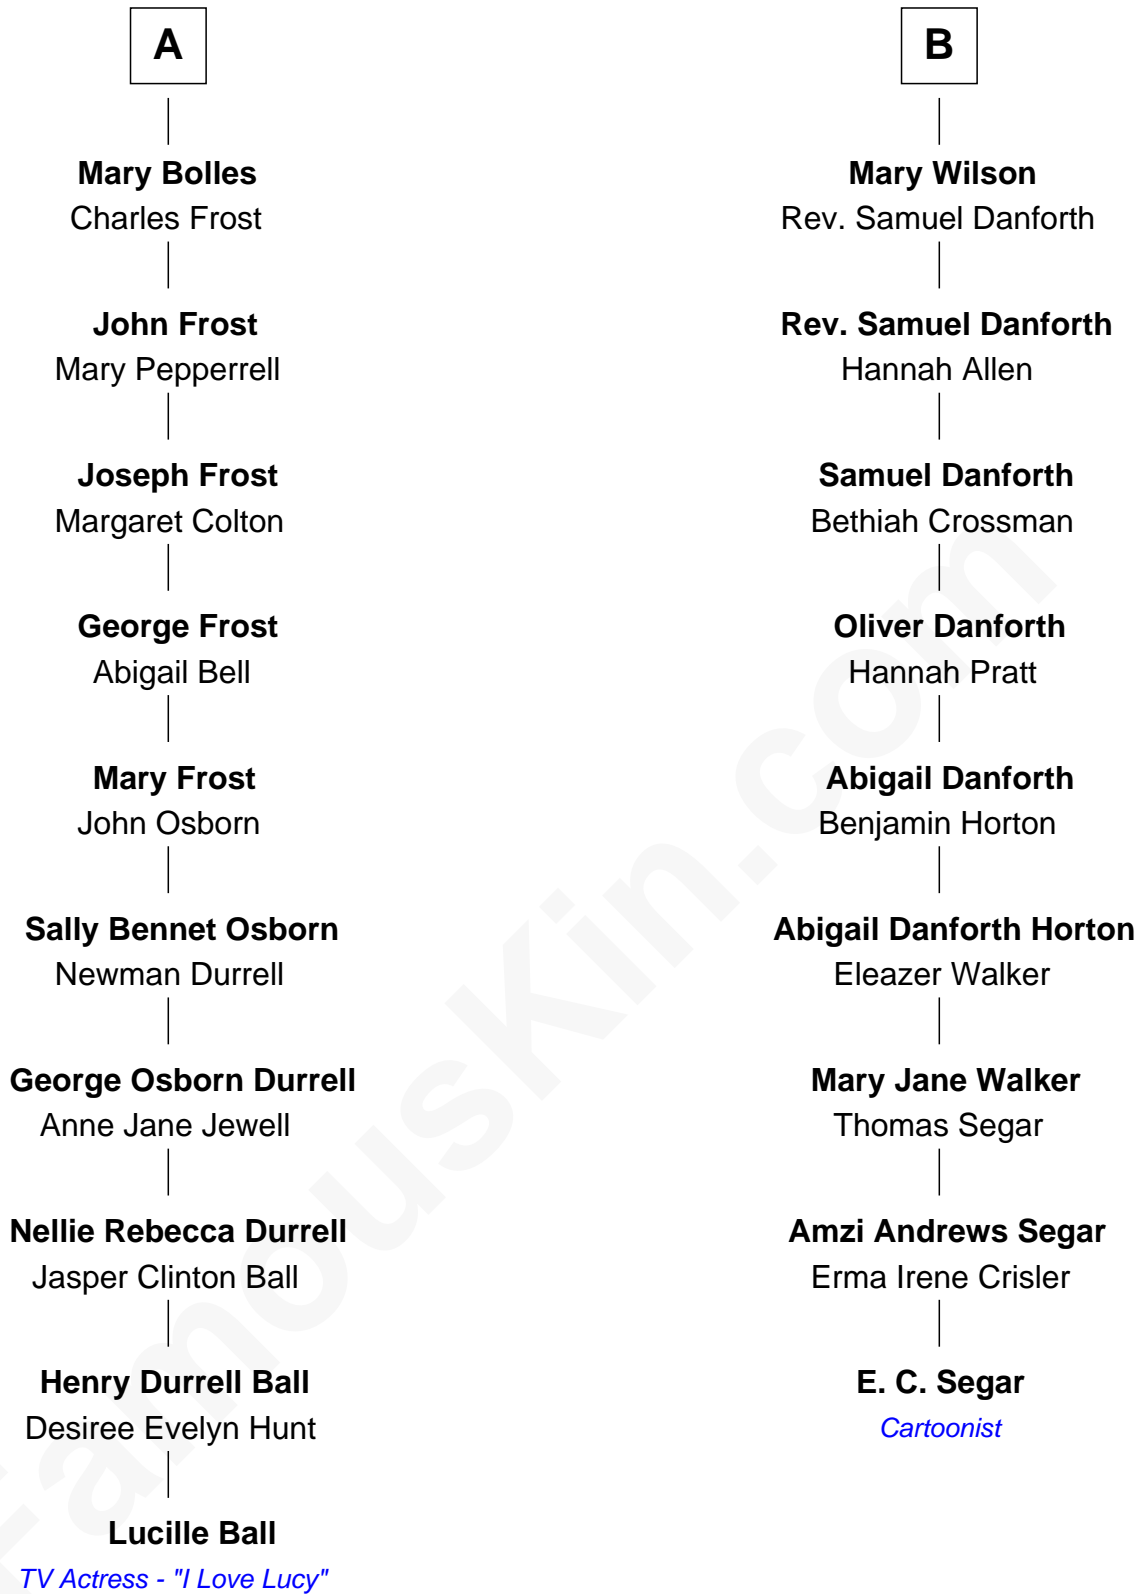 A
Mary Bolles
Charles Frost
John Frost
Mary Pepperrell
Joseph Frost
Margaret Colton
George Frost
Abigail Bell
Mary Frost
John Osborn
Sally Bennet Osborn
Newman Durrell
George Osborn Durrell
Anne Jane Jewell
Nellie Rebecca Durrell
Jasper Clinton Ball
Henry Durrell Ball
Desiree Evelyn Hunt
Lucille Ball
TV Actress - "I Love Lucy"
B
Mary Wilson
Rev. Samuel Danforth
Rev. Samuel Danforth
Hannah Allen
Samuel Danforth
Bethiah Crossman
Oliver Danforth
Hannah Pratt
Abigail Danforth
Benjamin Horton
Abigail Danforth Horton
Eleazer Walker
Mary Jane Walker
Thomas Segar
Amzi Andrews Segar
Erma Irene Crisler
E. C. Segar
Cartoonist
FamousKin.com